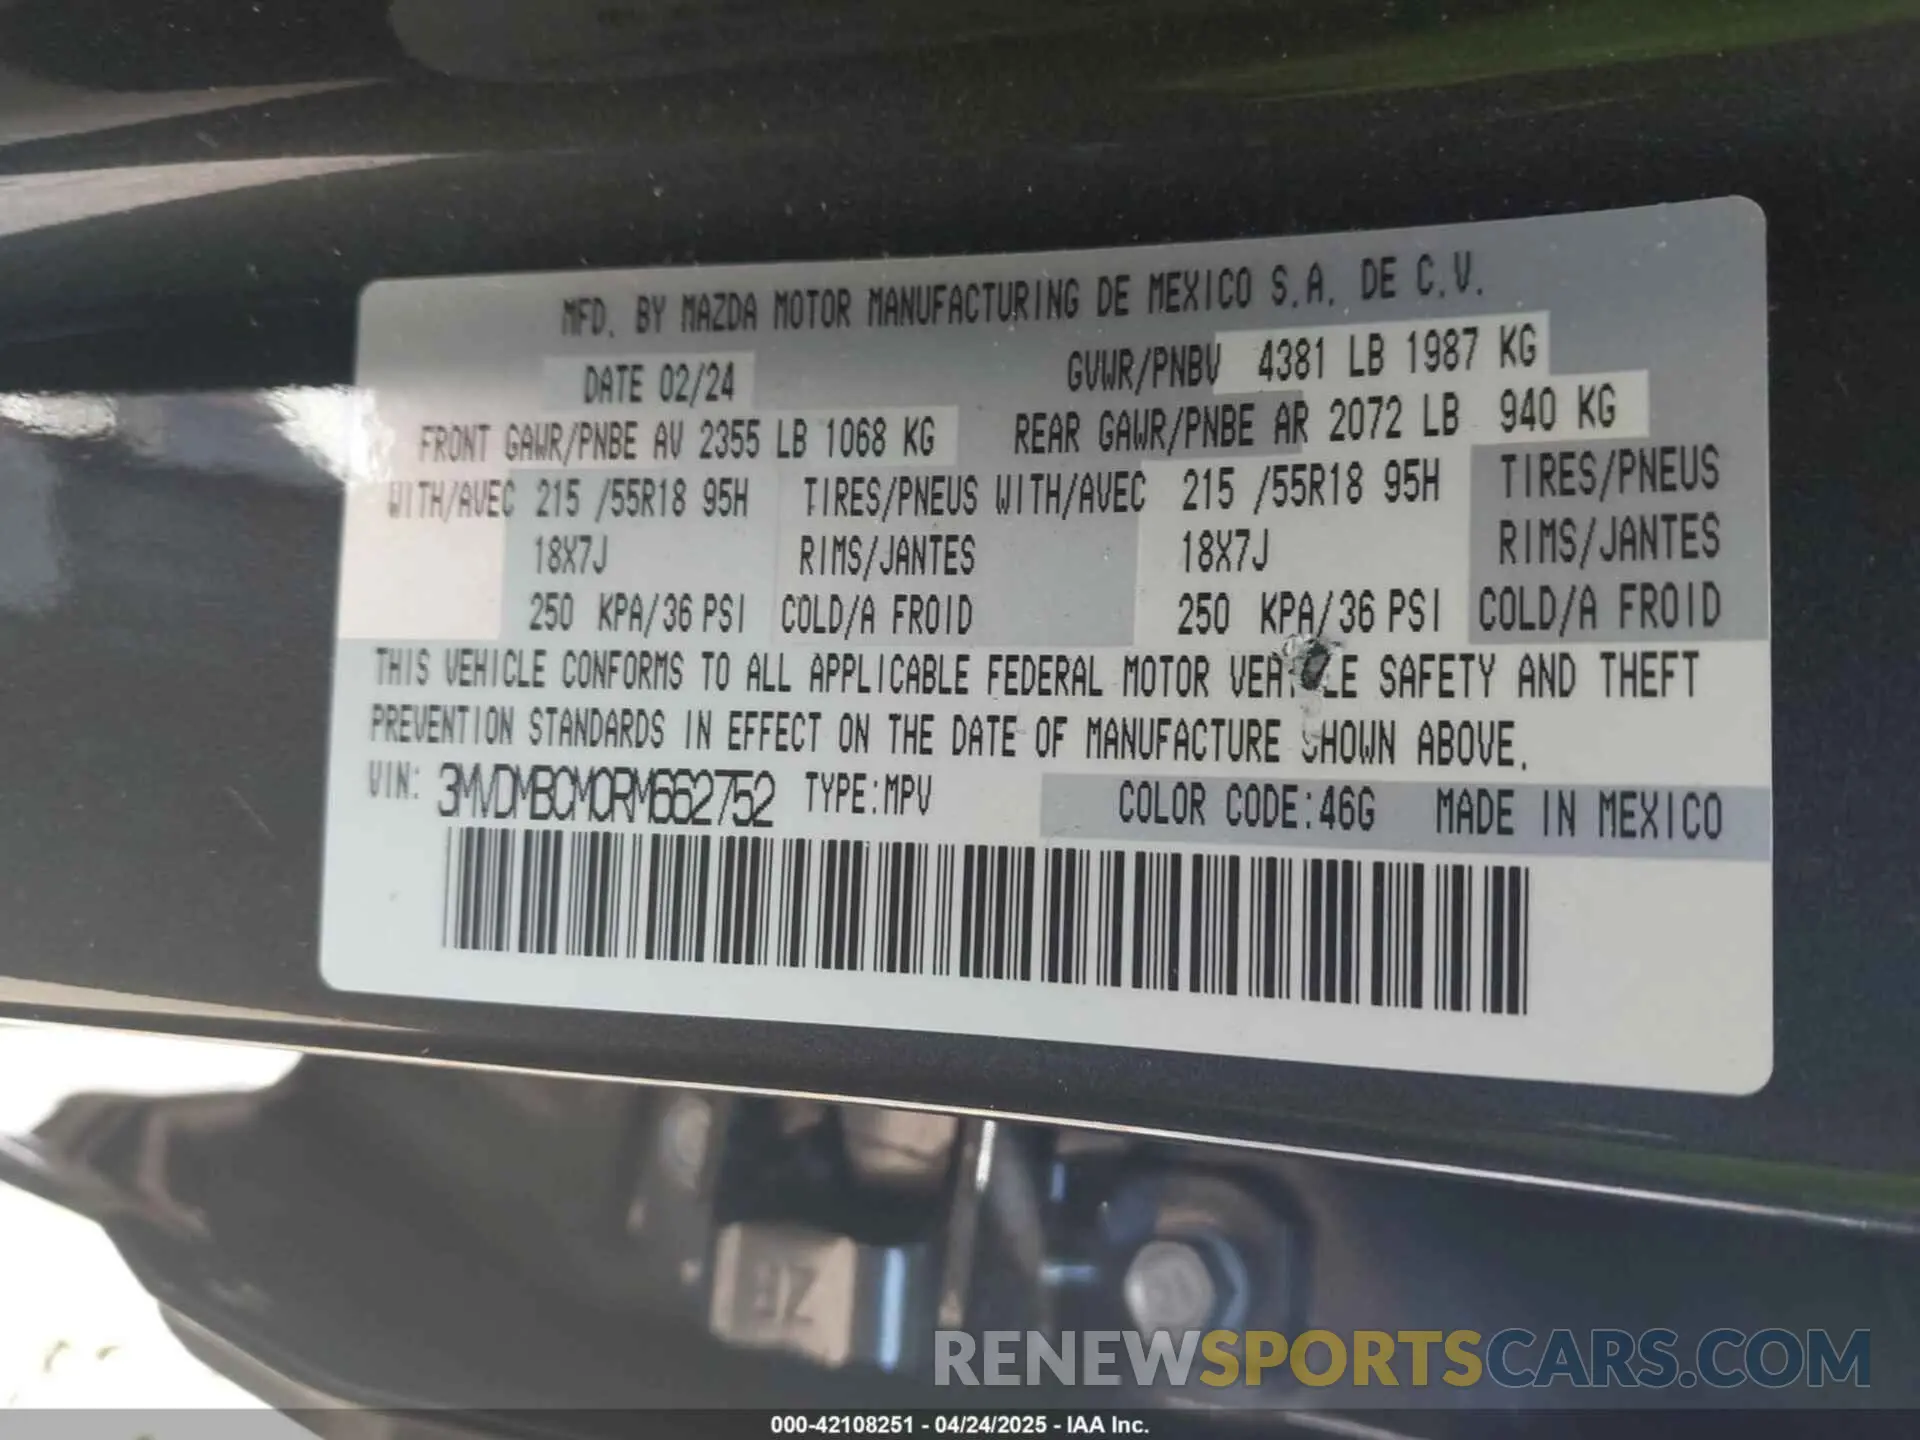 MFD. BY MAZDA MOTOR MANUFACTURING DE MEXICO S.A. DE C.V.
DATE 02/24 GVWR/PNBV 4381 LB 1987 KG
FRONT GAWR/PNBE AV 2355 LB 1068 KG REAR GAWR/PNBE AR 2072 LB 940 KG
WITH/AVEC 215 /55R18 95H TIRES/PNEUS WITH/AVEC 215 /55R18 95H TIRES/PNEUS
18X7J RIMS/JANTES 18X7J RIMS/JANTES
250 KPA/36 PSI COLD/A FROID 250 KPA/36 PSI COLD/A FROID
THIS VEHICLE CONFORMS TO ALL APPLICABLE FEDERAL MOTOR VEHICLE SAFETY AND THEFT
PREVENTION STANDARDS IN EFFECT ON THE DATE OF MANUFACTURE SHOWN ABOVE.
VIN: 3MVDMBCM0RM662752 TYPE:MPV COLOR CODE:46G MADE IN MEXICO
RENEWSPORTSCARS.COM
000-42108251 - 04/24/2025 - IAA Inc.